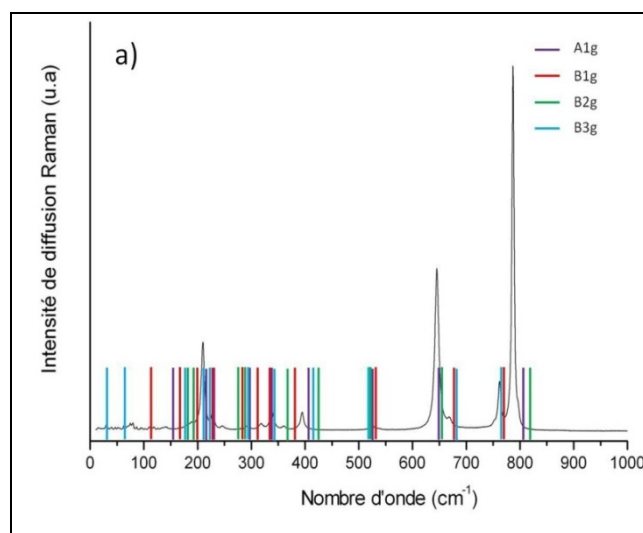 a)
A1g
B1g
B2g
B3g
Intensité de diffusion Raman (u.a)
0 100 200 300 400 500 600 700 800 900 1000
Nombre d'onde (cm⁻¹)